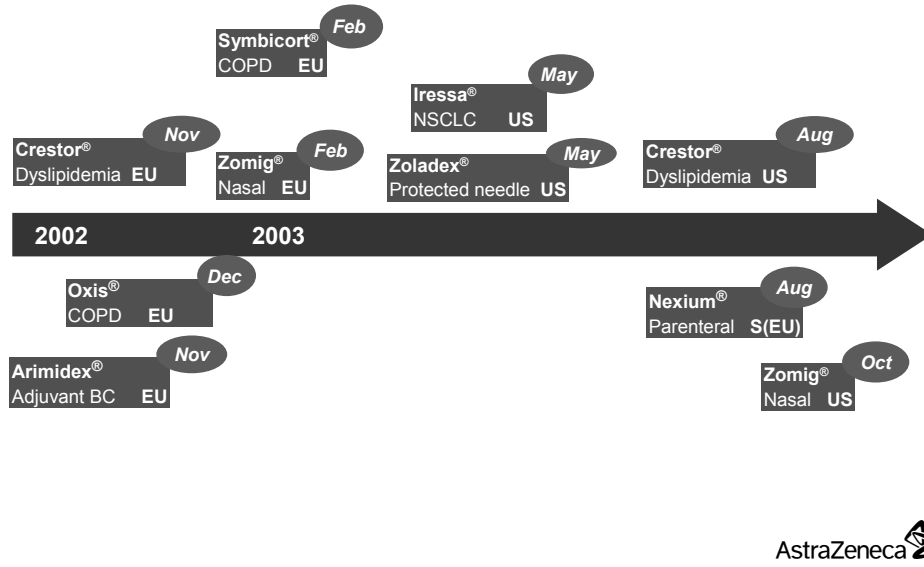 Symbicort® Feb
COPD EU
Iressa® May
NSCLC US
Crestor® Nov
Dyslipidemia EU
Zomig® Feb
Nasal EU
Zoladex® May
Protected needle US
Crestor® Aug
Dyslipidemia US
2002 2003
Oxis® Dec
COPD EU
Nexium® Aug
Parenteral S(EU)
Arimidex® Nov
Adjuvant BC EU
Zomig® Oct
Nasal US
AstraZeneca